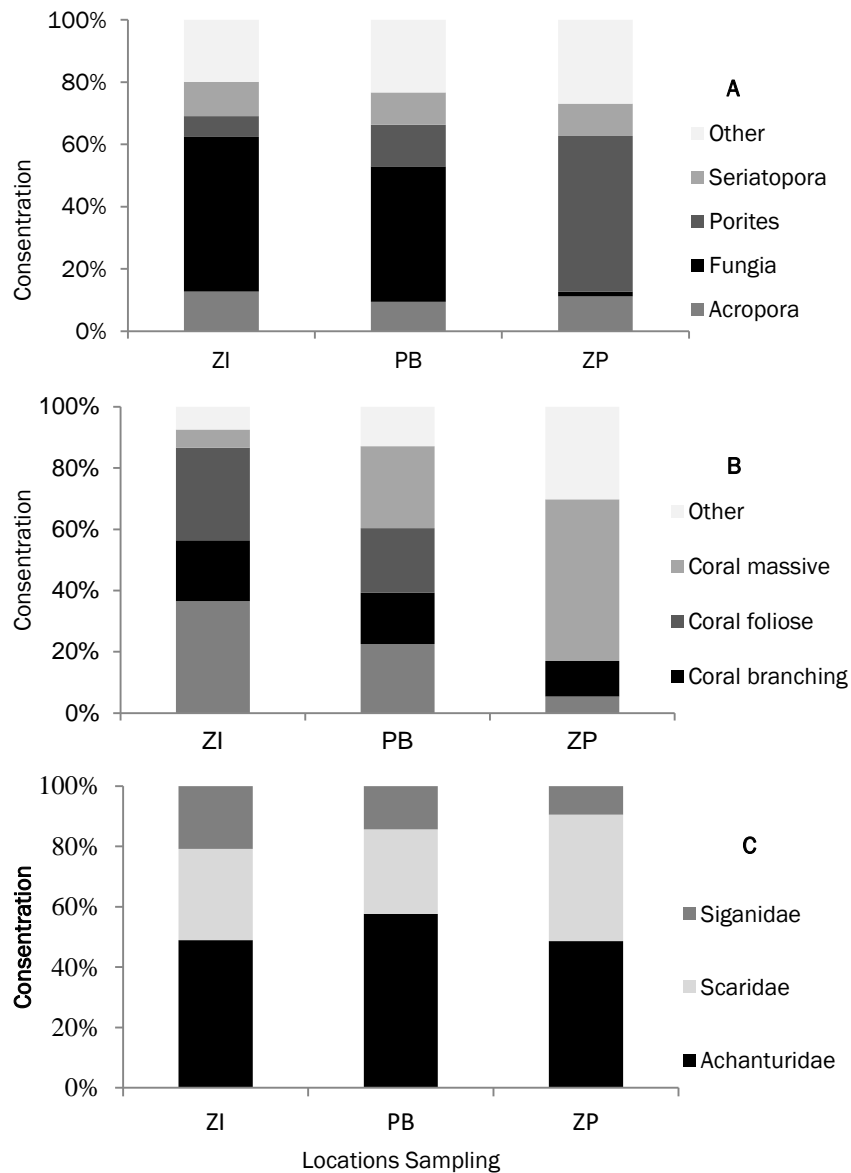 100%
80%
60%
40%
20%
0%
Consentration
ZI PB ZP
A
Other
Seriatopora
Porites
Fungia
Acropora
100%
80%
60%
40%
20%
0%
Consentration
ZI PB ZP
B
Other
Coral massive
Coral foliose
Coral branching
100%
80%
60%
40%
20%
0%
Consentration
ZI PB ZP
Locations Sampling
C
Siganidae
Scaridae
Achanturidae